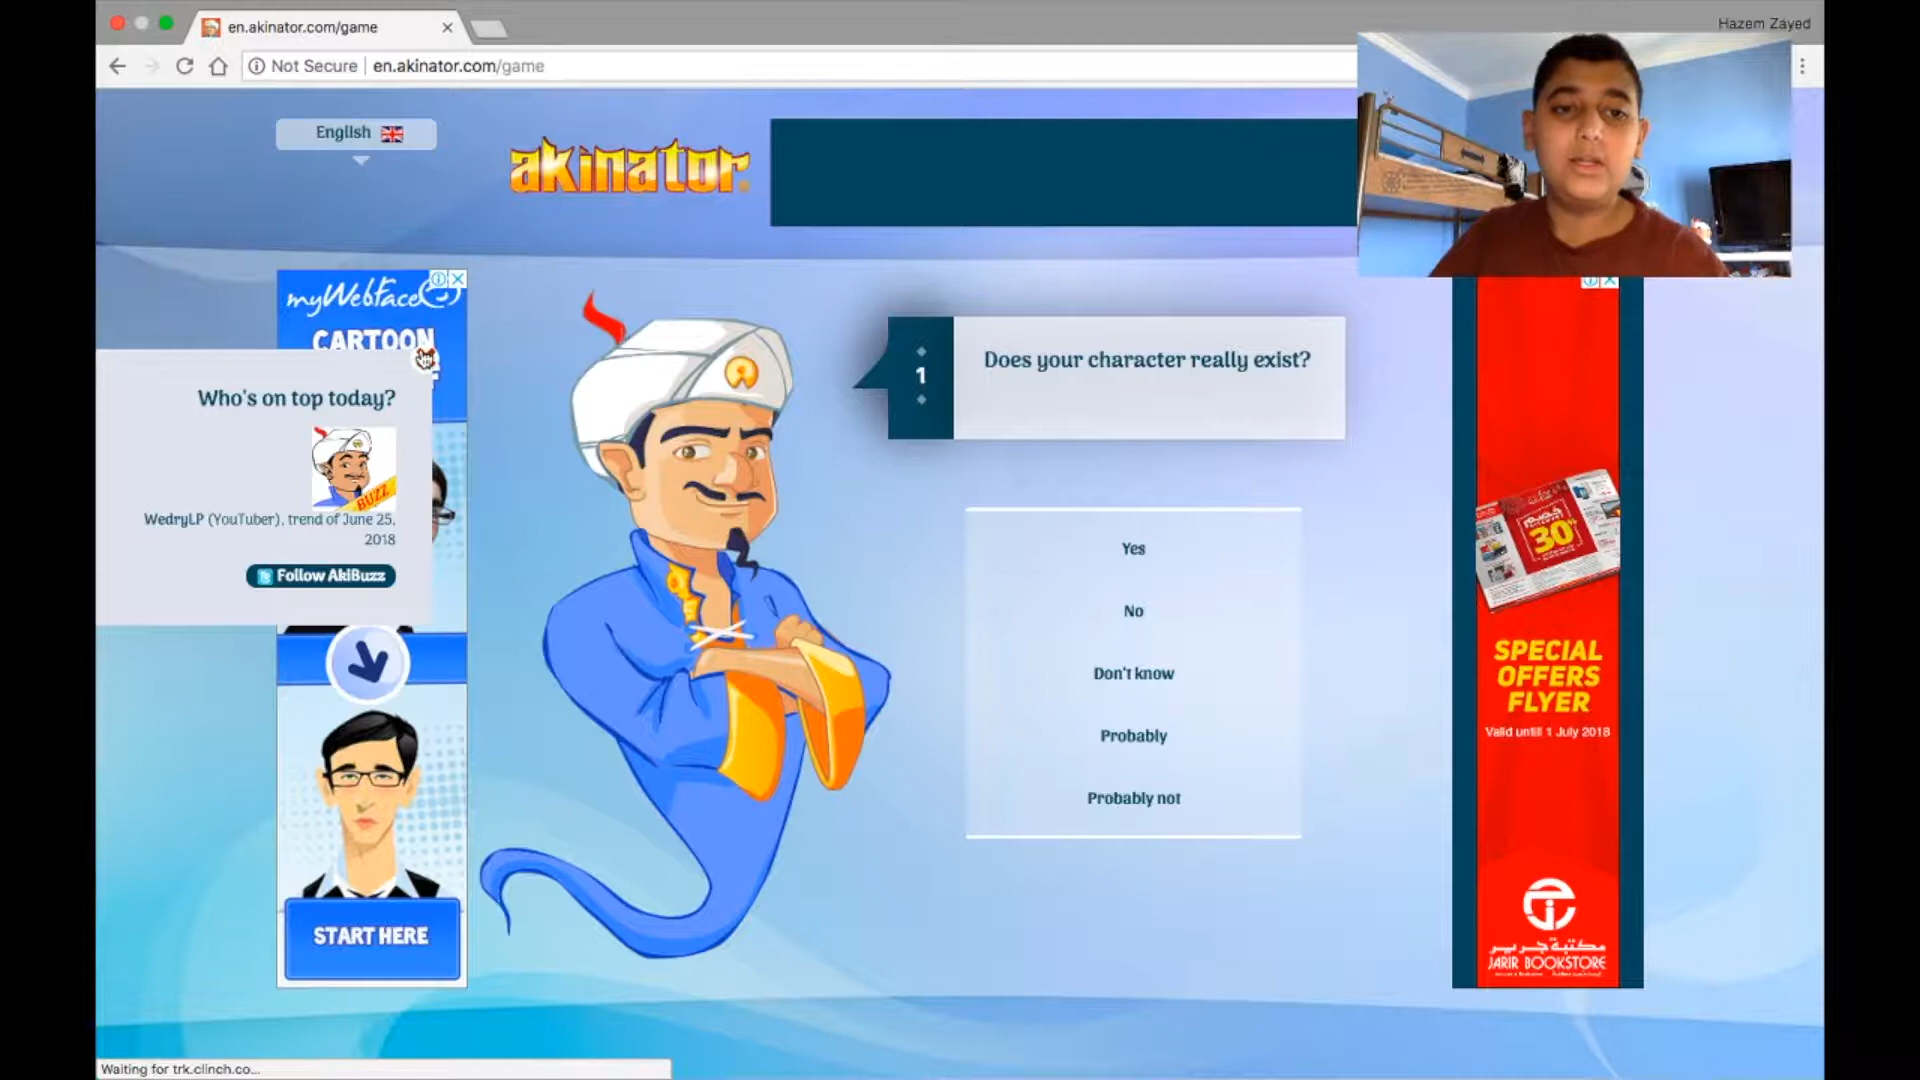 en.akinator.com/game
Hazem Zayed
Not Secure | en.akinator.com/game
English
akinator
myWebFace
CARTOON
Who's on top today?
BUZZ
WedryLP (YouTuber), trend of June 25,
2018
Follow AkiBuzz
START HERE
1
Does your character really exist?
Yes
No
Don't know
Probably
Probably not
30%
SPECIAL
OFFERS
FLYER
Valid until 1 July 2018
مكتبة جرير
JARIR BOOKSTORE
Waiting for trk.clinch.co...